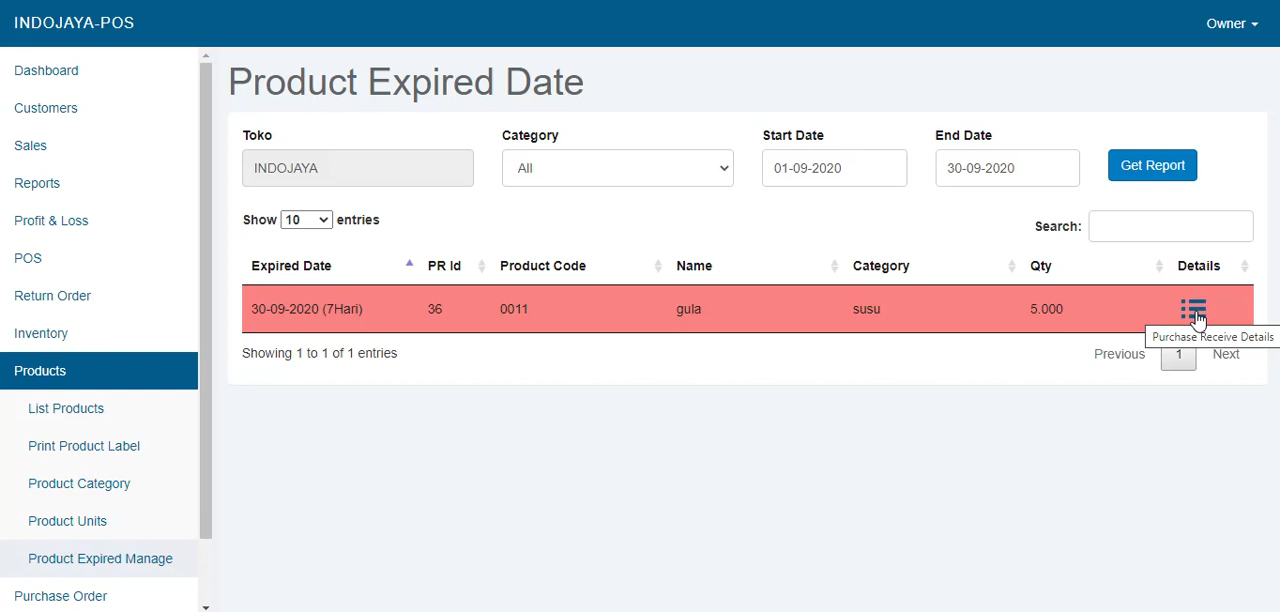 INDOJAYA-POS
Owner
Dashboard
Customers
Sales
Reports
Profit & Loss
POS
Return Order
Inventory
Products
List Products
Print Product Label
Product Category
Product Units
Product Expired Manage
Purchase Order
Product Expired Date
Toko Category Start Date End Date
INDOJAYA All 01-09-2020 30-09-2020 Get Report
Show 10 entries Search:
Expired Date PR Id Product Code Name Category Qty Details
30-09-2020 (7Hari) 36 0011 gula susu 5.000
Purchase Receive Details
Showing 1 to 1 of 1 entries Previous 1 Next